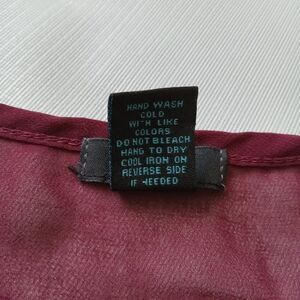 HAND WASH
COLD
WITH LIKE
COLORS
DO NOT BLEACH
HANG TO DRY
COOL IRON ON
REVERSE SIDE
IF NEEDED